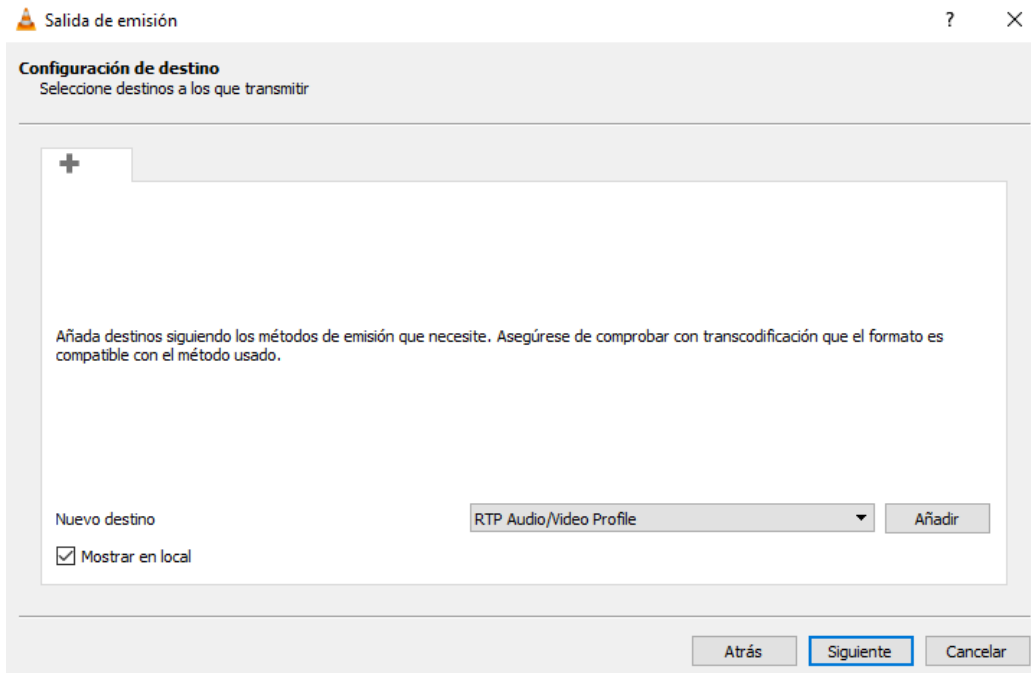 Salida de emisión
Configuración de destino
Seleccione destinos a los que transmitir
Añada destinos siguiendo los métodos de emisión que necesite. Asegúrese de comprobar con transcodificación que el formato es
compatible con el método usado.
Nuevo destino RTP Audio/Video Profile Añadir
Mostrar en local
Atrás Siguiente Cancelar